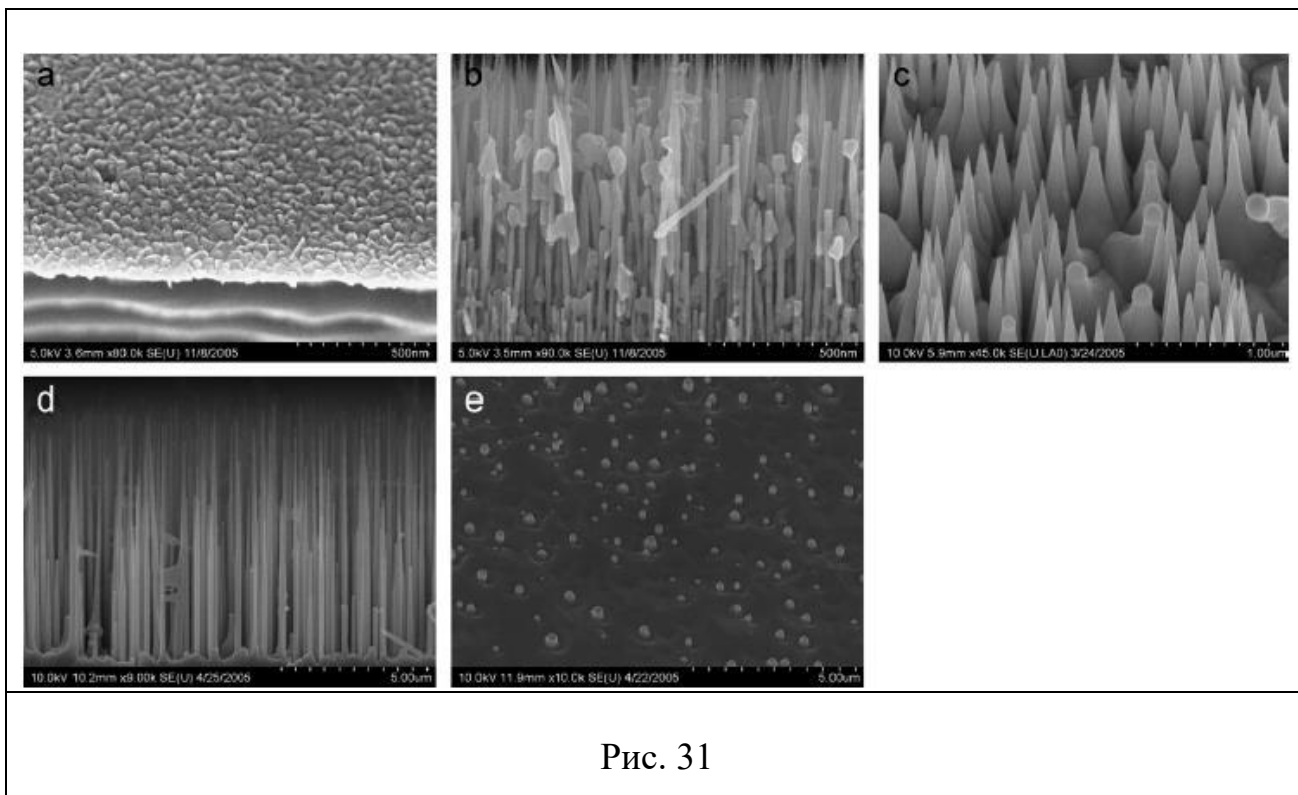 a
5.0kV 3.6mm x80.0k SE(U) 11/8/2005 500nm
b
5.0kV 3.5mm x90.0k SE(U) 11/8/2005 500nm
c
10.0kV 5.9mm x45.0k SE(U,LA0) 3/24/2005 1.00um
d
10.0kV 10.2mm x9.00k SE(U) 4/25/2005 5.00um
e
10.0kV 11.9mm x10.0k SE(U) 4/22/2005 5.00um
Рис. 31